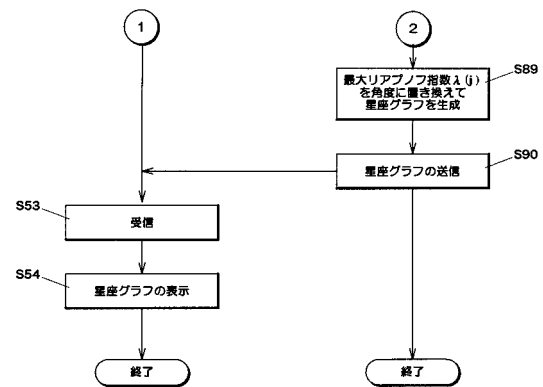 1
2
最大リアプノフ指数λ(j)
を角度に置き換えて
星座グラフを生成
S89
星座グラフの送信
S90
S53
受信
S54
星座グラフの表示
終了
終了